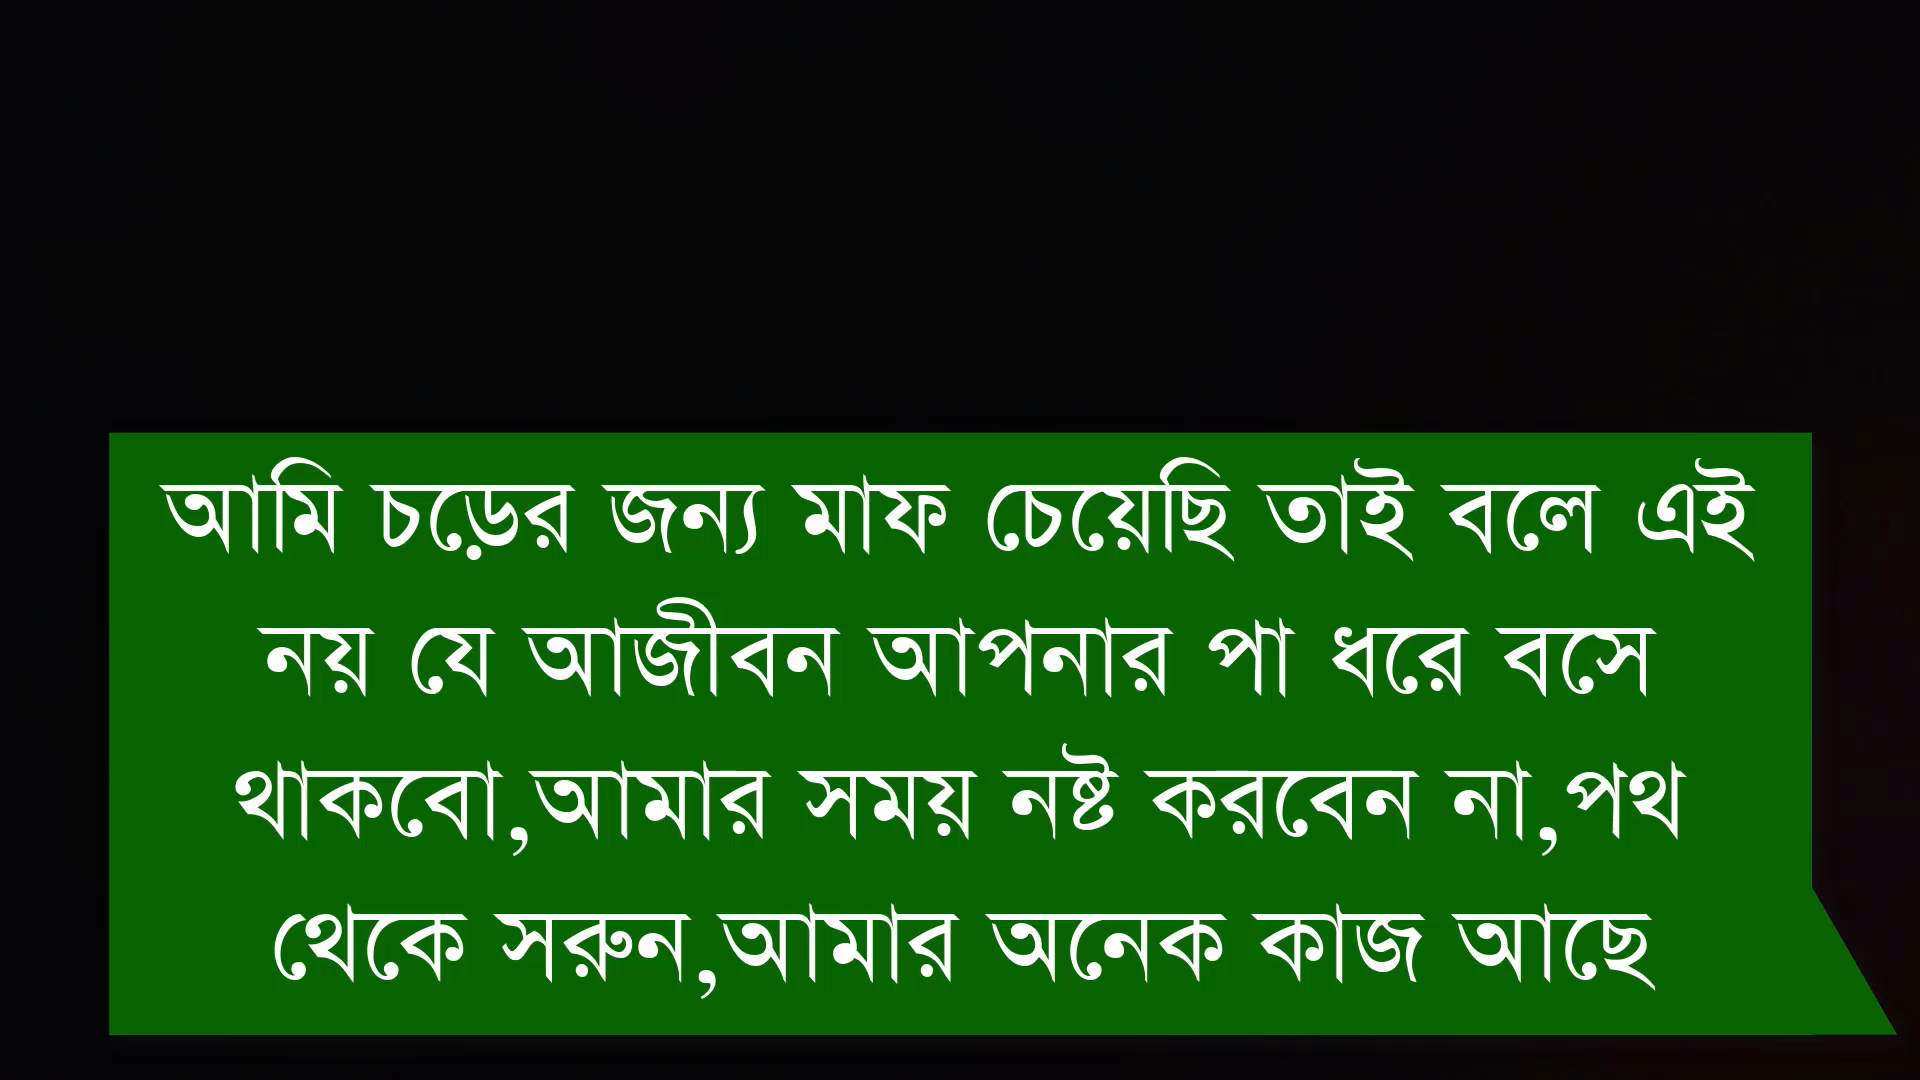 আমি চড়ের জন্য মাফ চেয়েছি তাই বলে এই
নয় যে আজীবন আপনার পা ধরে বসে
থাকবো,আমার সময় নষ্ট করবেন না,পথ
থেকে সরুন,আমার অনেক কাজ আছে